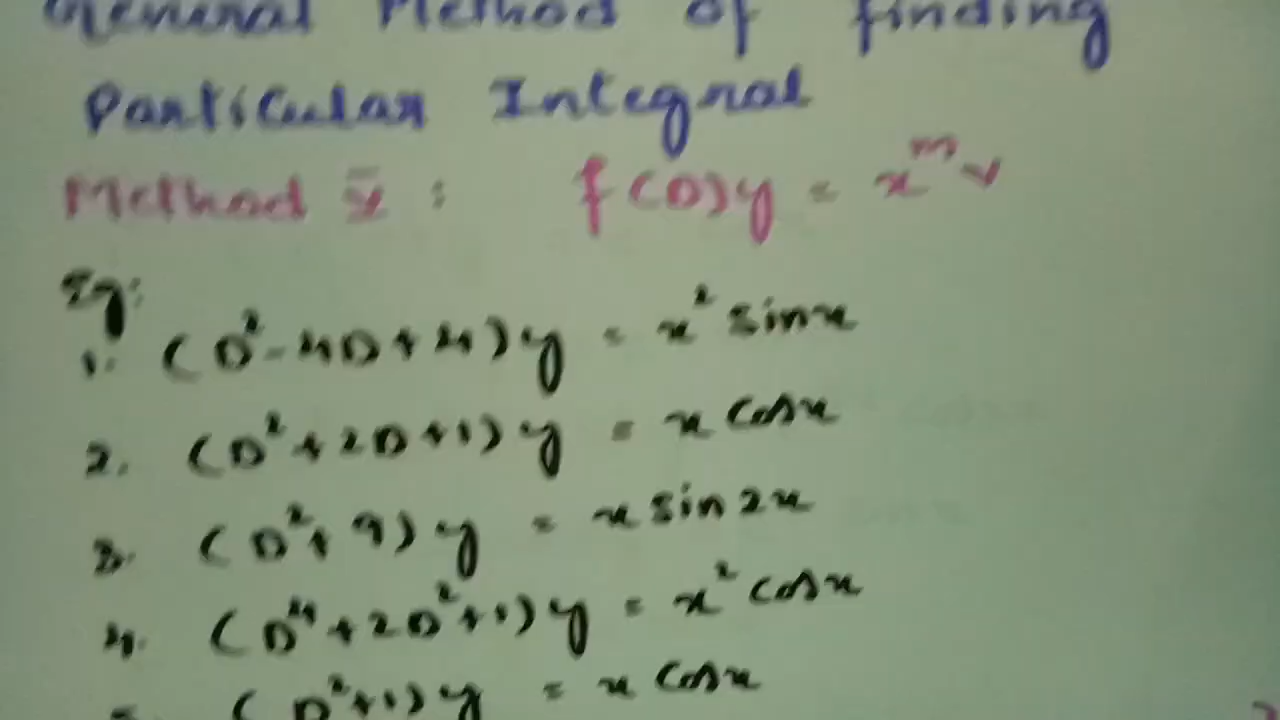 General Method of finding
Particular Integral
Method V : f(D)y = x^m v
Eg:
1. (D²-4D+4)y = x² sinx
2. (D²+2D+1)y = x cosx
3. (D²+9)y = x sin2x
4. (D⁴+2D²+1)y = x² cosx
5. (D²+1)y = x cosx